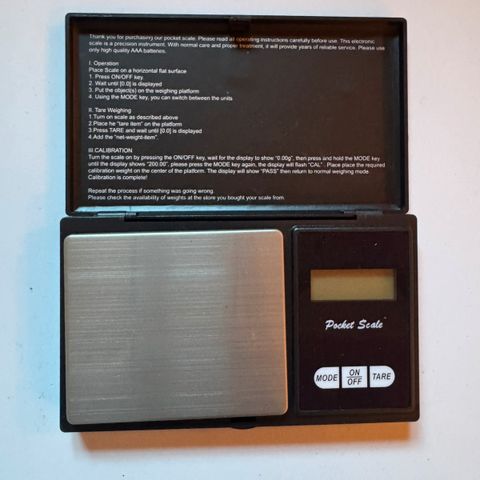 Thank you for purchasing our pocket scale. Please read all operating instructions carefully before use. This electronic
scale is a precision instrument. With normal care and proper treatment, it will provide years of reliable service. Please use
only high quality AAA batteries.
I. Operation
Place Scale on a horizontal flat surface
1. Press ON/OFF key.
2. Wait until [0.0] is displayed
3. Put the object(s) on the weighing platform
4. Using the MODE key, you can switch between the units
II. Tare Weighing
1.Turn on scale as described above
2.Place he "tare item" on the platform
3.Press TARE and wait until [0.0] is displayed
4.Add the "net-weight-item".
III.CALIBRATION
Turn the scale on by pressing the ON/OFF key, wait for the display to show "0.00g". then press and hold the MODE key
until the display shows "200.00", please press the MODE key again, the display will flash "CAL". Place place the required
calibration weight on the center of the platform. The display will show "PASS" then return to normal weighing mode
Calibration is complete!
Repeat the process if something was going wrong.
Please check the availability of weights at the store you bought your scale from.
Pocket Scale
MODE
ON
OFF
TARE